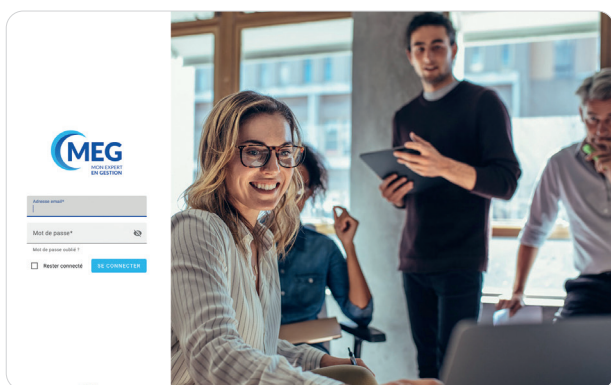 MEG
MON EXPERT
EN GESTION
Adresse email*
Mot de passe*
Mot de passe oublié ?
Rester connecté
SE CONNECTER